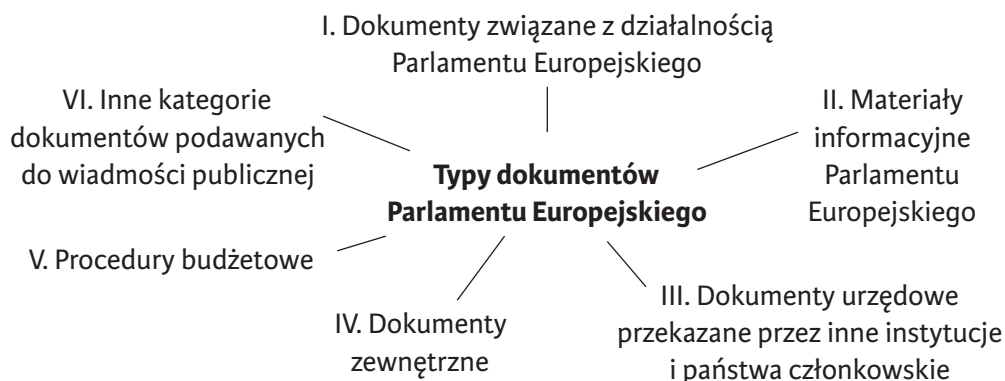 I. Dokumenty związane z działalnością
Parlamentu Europejskiego
VI. Inne kategorie
dokumentów podawanych
do wiadmości publicznej
II. Materiały
informacyjne
Parlamentu
Europejskiego
Typy dokumentów
Parlamentu Europejskiego
V. Procedury budżetowe
IV. Dokumenty
zewnętrzne
III. Dokumenty urzędowe
przekazane przez inne instytucje
i państwa członkowskie